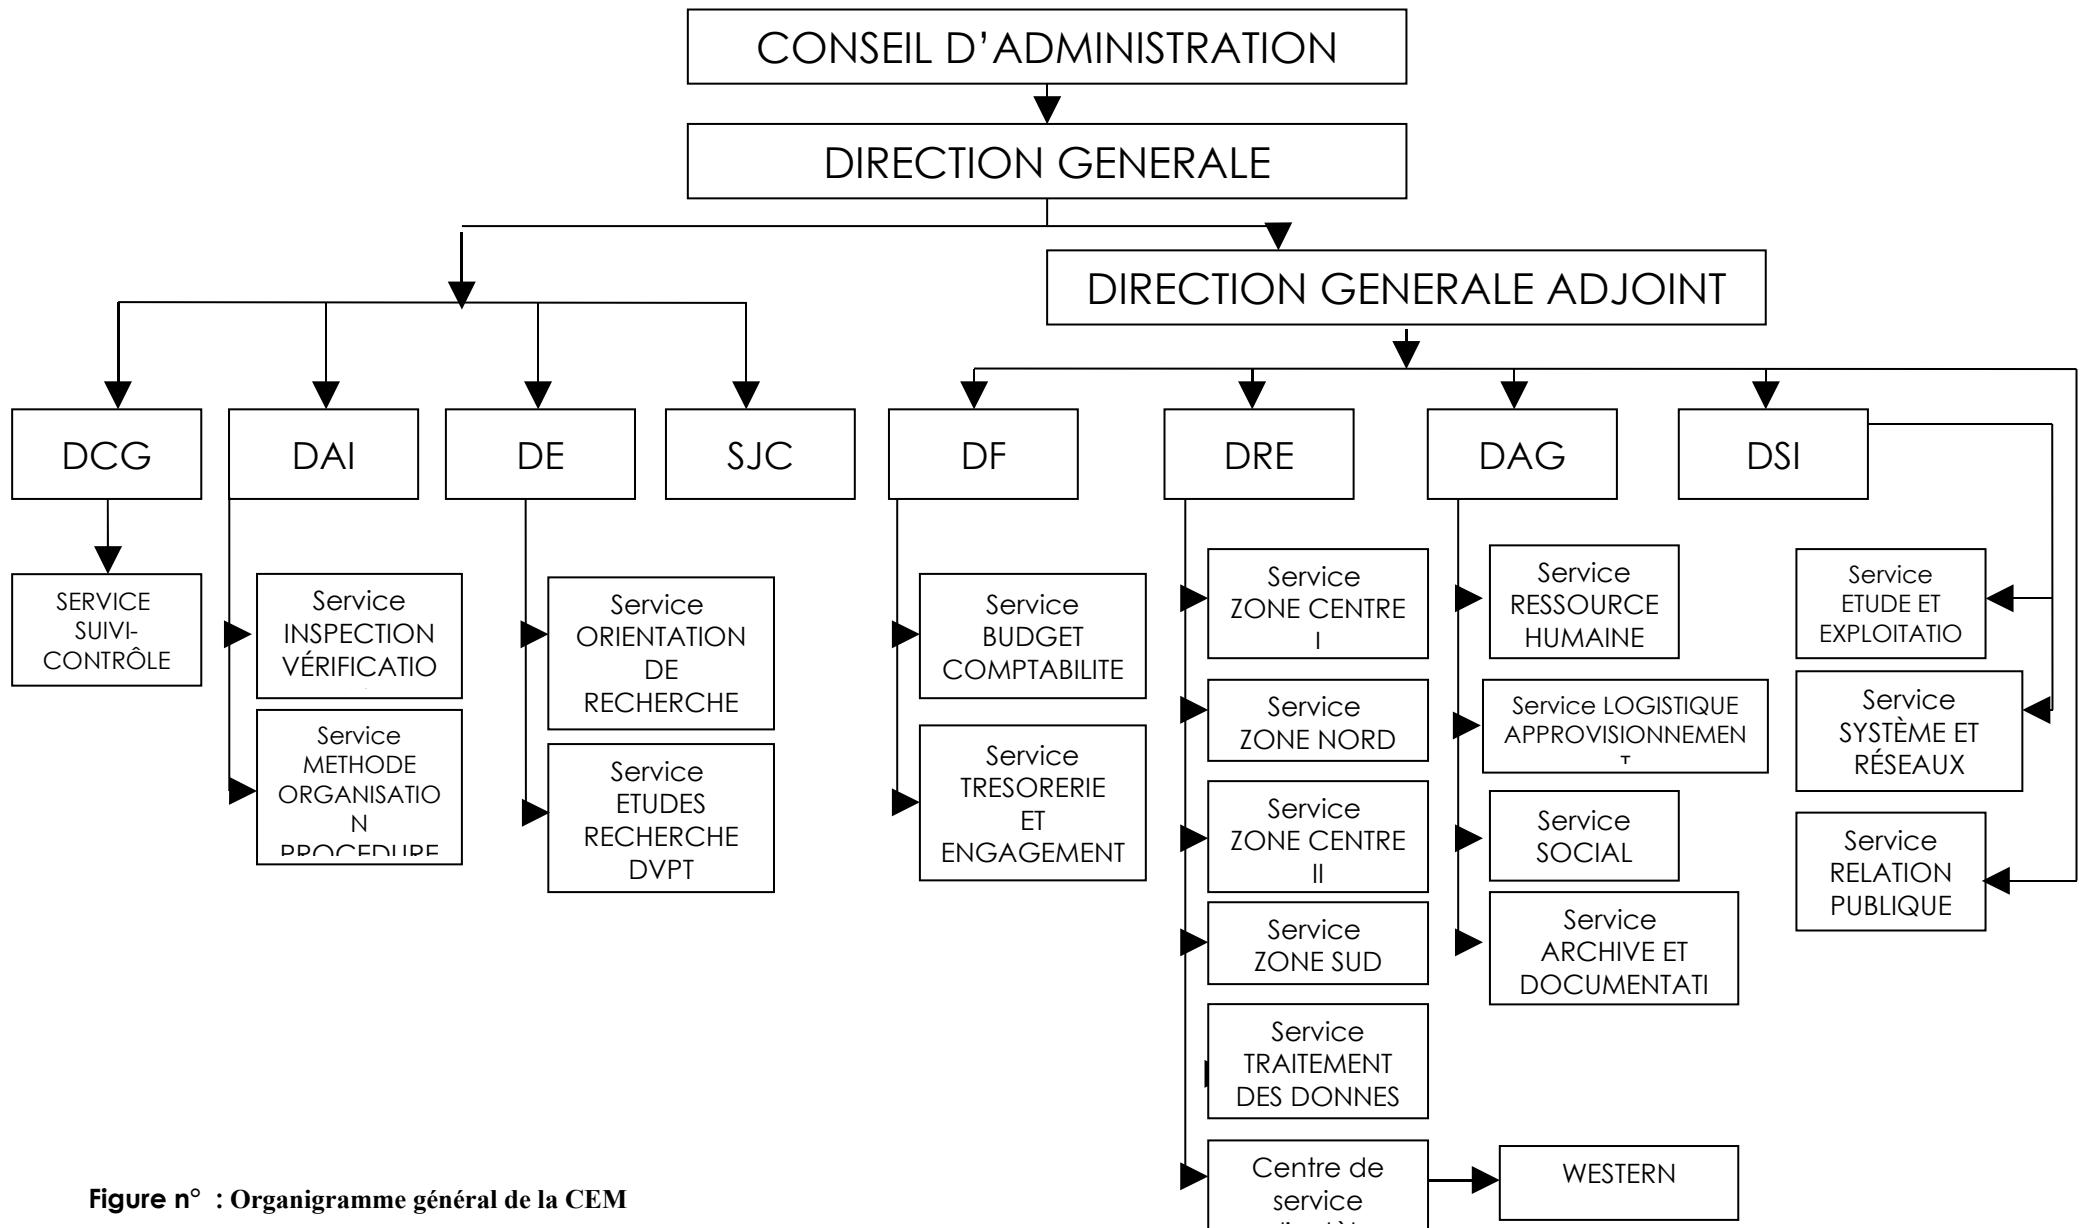 CONSEIL D’ADMINISTRATION
DIRECTION GENERALE
DIRECTION GENERALE ADJOINT
DCG
DAI
DE
SJC
DF
DRE
DAG
DSI
SERVICE
SUIVI-
CONTRÔLE
Service
INSPECTION
VÉRIFICATIO
Service
METHODE
ORGANISATIO
N
PROCEDURE
Service
ORIENTATION
DE
RECHERCHE
Service
ETUDES
RECHERCHE
DVPT
Service
BUDGET
COMPTABILITE
Service
TRESORERIE
ET
ENGAGEMENT
Service
ZONE CENTRE
I
Service
ZONE NORD
Service
ZONE CENTRE
II
Service
ZONE SUD
Service
TRAITEMENT
DES DONNES
Centre de
service
Service
RESSOURCE
HUMAINE
Service LOGISTIQUE
APPROVISIONNEMEN
T
Service
SOCIAL
Service
ARCHIVE ET
DOCUMENTATI
WESTERN
Service
ETUDE ET
EXPLOITATIO
Service
SYSTÈME ET
RÉSEAUX
Service
RELATION
PUBLIQUE
Figure n° : Organigramme général de la CEM